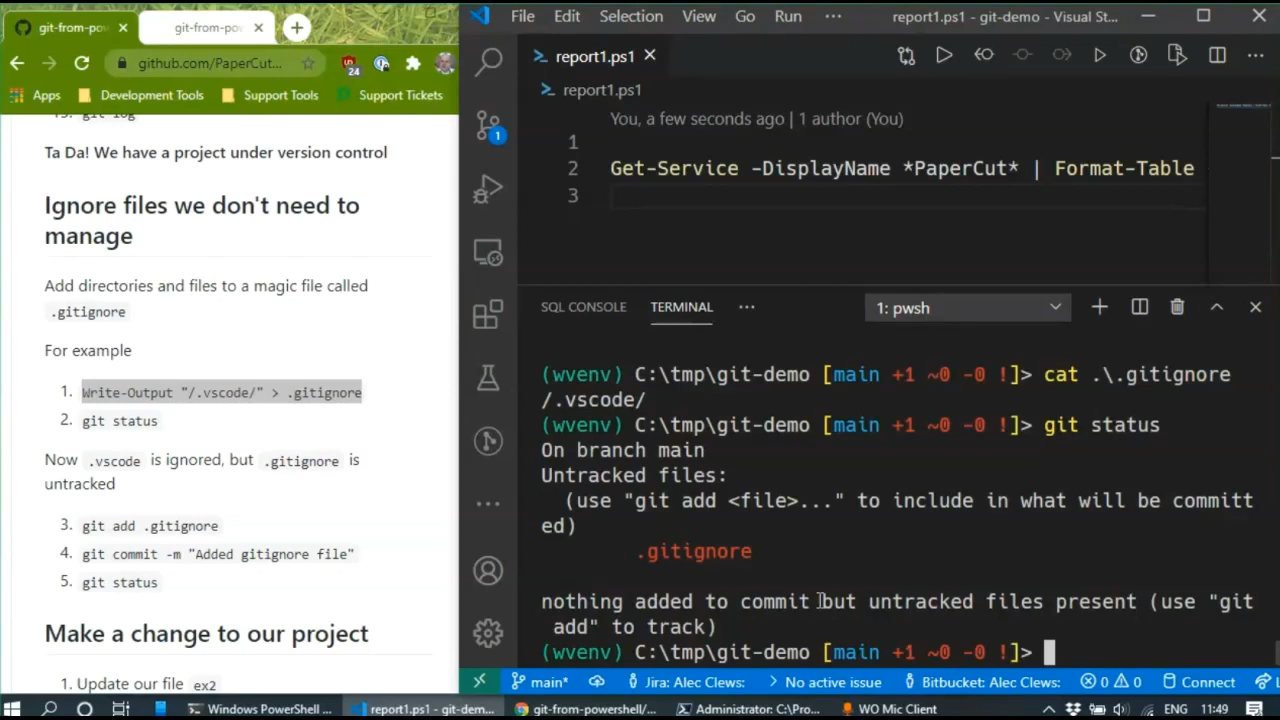 git-from-po
git-from-pov
github.com/PaperCut...
24
Apps
Development Tools
Support Tools
Support Tickets
15. git log
Ta Da! We have a project under version control
Ignore files we don't need to
manage
Add directories and files to a magic file called
.gitignore
For example
1. Write-Output "/.vscode/" > .gitignore
2. git status
Now .vscode is ignored, but .gitignore is
untracked
3. git add .gitignore
4. git commit -m "Added gitignore file"
5. git status
Make a change to our project
1. Update our file ex2
File Edit Selection View Go Run ··· report1.ps1 - git-demo - Visual St...
report1.ps1
report1.ps1
You, a few seconds ago | 1 author (You)
1
2 Get-Service -DisplayName *PaperCut* | Format-Table
3
1
SQL CONSOLE TERMINAL ··· 1: pwsh
(wvenv) C:\tmp\git-demo [main +1 ~0 -0 !]> cat .\.gitignore
/.vscode/
(wvenv) C:\tmp\git-demo [main +1 ~0 -0 !]> git status
On branch main
Untracked files:
(use "git add <file>..." to include in what will be committ
ed)
.gitignore
nothing added to commit but untracked files present (use "git
add" to track)
(wvenv) C:\tmp\git-demo [main +1 ~0 -0 !]>
main* Jira: Alec Clews: No active issue Bitbucket: Alec Clews: 0 0 Connect L
Windows PowerShell ... report1.ps1 - git-dem... git-from-powershell/... Administrator: C:\Pro... WO Mic Client ENG 11:49